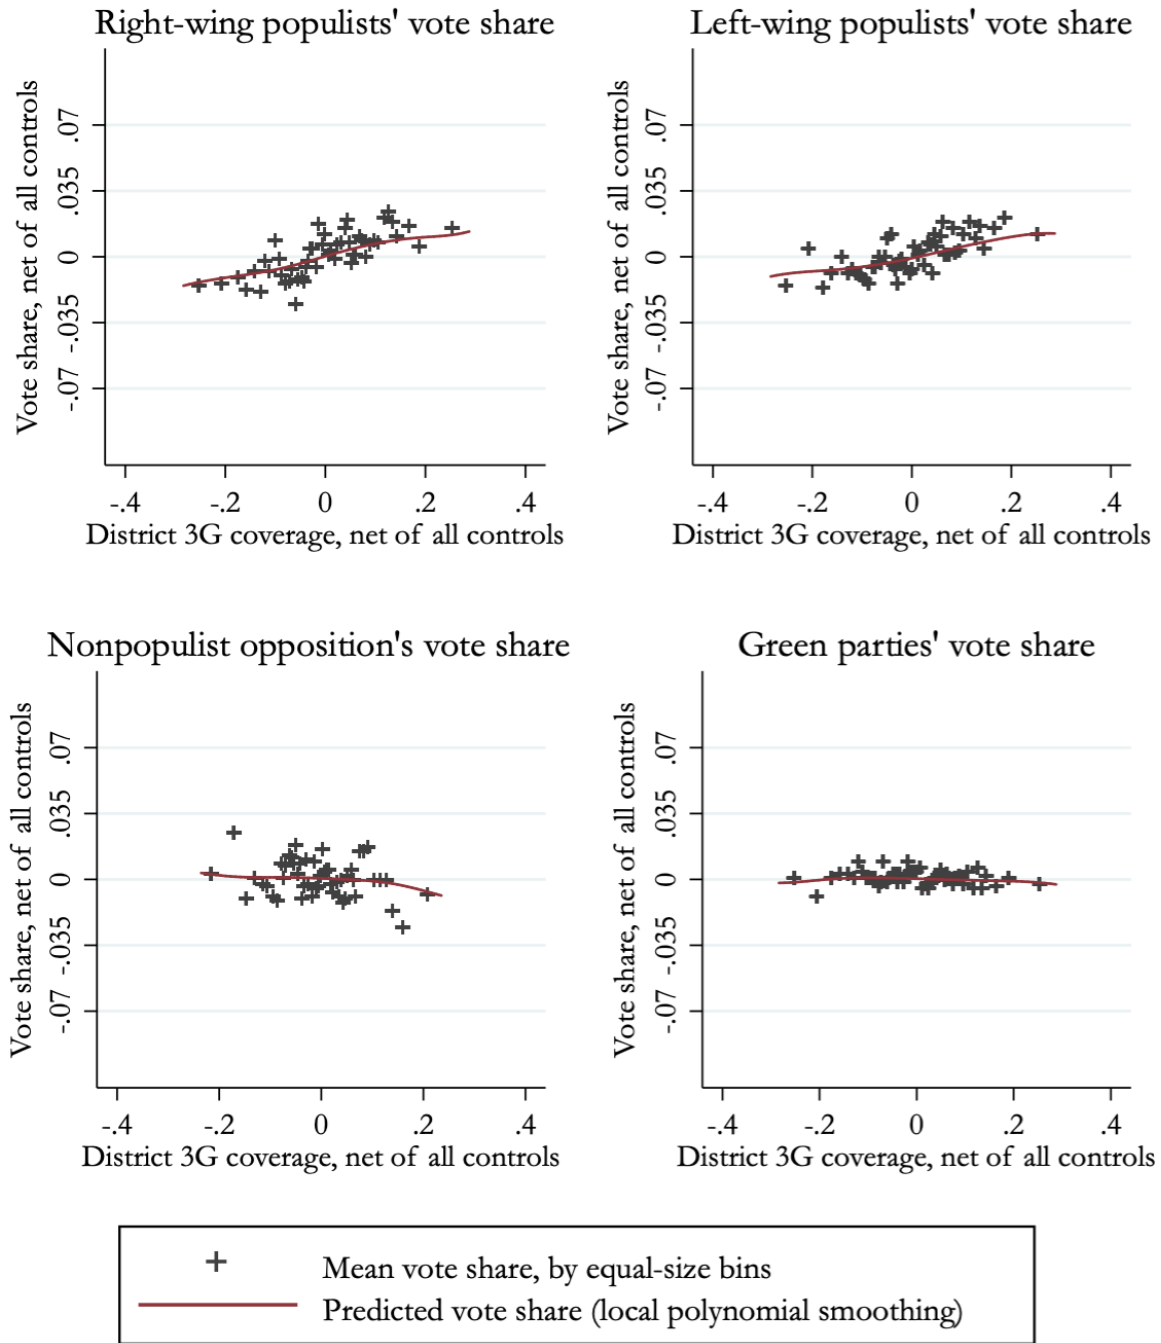 Right-wing populists' vote share
Vote share, net of all controls
.07
.035
0
-.035
-.07
-.4 -.2 0 .2 .4
District 3G coverage, net of all controls
Left-wing populists' vote share
Vote share, net of all controls
.07
.035
0
-.035
-.07
-.4 -.2 0 .2 .4
District 3G coverage, net of all controls
Nonpopulist opposition's vote share
Vote share, net of all controls
.07
.035
0
-.035
-.07
-.4 -.2 0 .2 .4
District 3G coverage, net of all controls
Green parties' vote share
Vote share, net of all controls
.07
.035
0
-.035
-.07
-.4 -.2 0 .2 .4
District 3G coverage, net of all controls
Mean vote share, by equal-size bins
Predicted vote share (local polynomial smoothing)